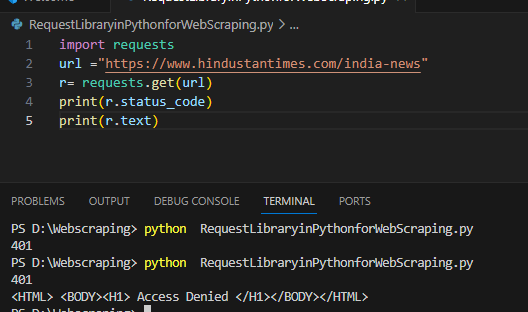 RequestLibraryinPythonforWebScraping.py
RequestLibraryinPythonforWebScraping.py > ...
1 import requests
2 url ="https://www.hindustantimes.com/india-news"
3 r= requests.get(url)
4 print(r.status_code)
5 print(r.text)
PROBLEMS OUTPUT DEBUG CONSOLE TERMINAL PORTS
PS D:\Webscraping> python  RequestLibraryinPythonforWebScraping.py
401
PS D:\Webscraping> python  RequestLibraryinPythonforWebScraping.py
401
<HTML> <BODY><H1> Access Denied </H1></BODY></HTML>
PS D:\Webscraping>